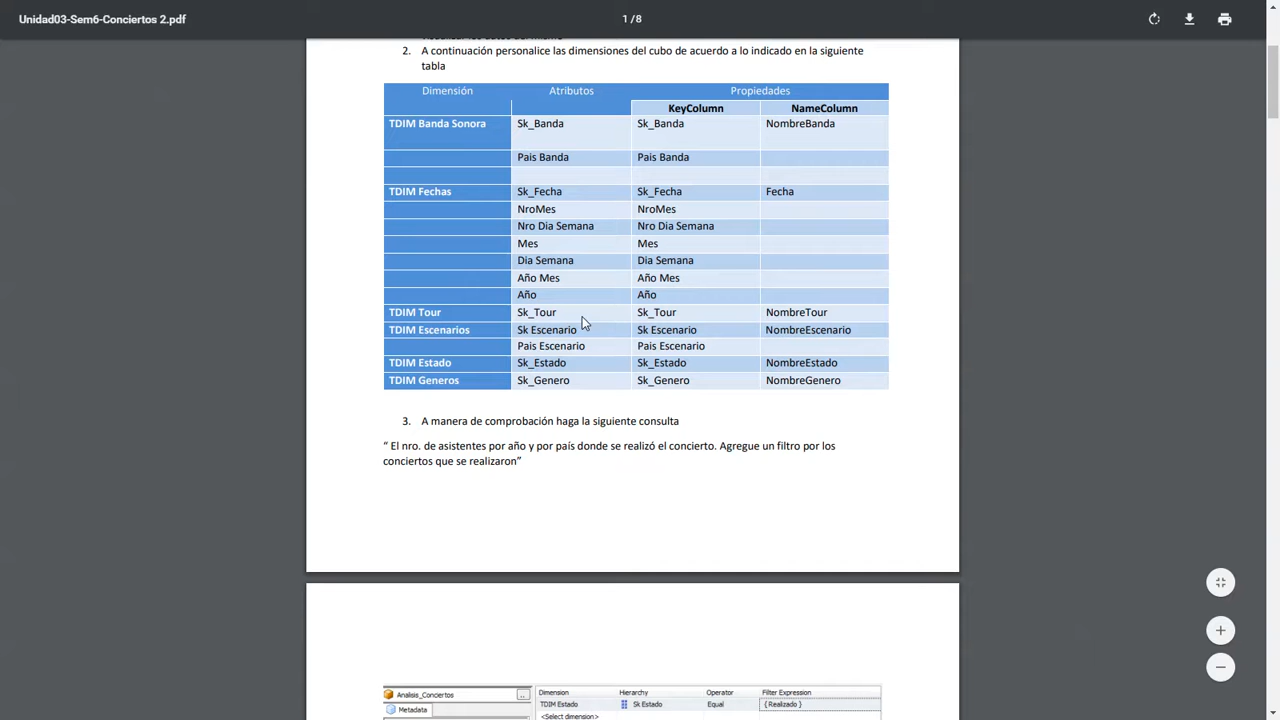 Unidad03-Sem6-Conciertos 2.pdf
1 / 8
2. A continuación personalice las dimensiones del cubo de acuerdo a lo indicado en la siguiente
tabla
Dimensión Atributos Propiedades
KeyColumn NameColumn
TDIM Banda Sonora Sk_Banda Sk_Banda NombreBanda
Pais Banda Pais Banda
TDIM Fechas Sk_Fecha Sk_Fecha Fecha
NroMes NroMes
Nro Dia Semana Nro Dia Semana
Mes Mes
Dia Semana Dia Semana
Año Mes Año Mes
Año Año
TDIM Tour Sk_Tour Sk_Tour NombreTour
TDIM Escenarios Sk Escenario Sk Escenario NombreEscenario
Pais Escenario Pais Escenario
TDIM Estado Sk_Estado Sk_Estado NombreEstado
TDIM Generos Sk_Genero Sk_Genero NombreGenero
3. A manera de comprobación haga la siguiente consulta
“ El nro. de asistentes por año y por país donde se realizó el concierto. Agregue un filtro por los
conciertos que se realizaron”
Analisis_Conciertos ... Dimension Hierarchy Operator Filter Expression
Metadata TDIM Estado Sk Estado Equal { Realizado }
<Select dimension>